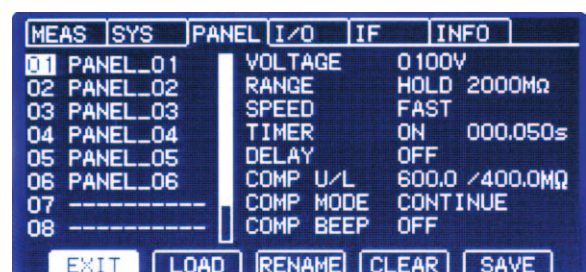 MEAS SYS PANEL I/O IF INFO
01 PANEL_01 VOLTAGE 0100V
02 PANEL_02 RANGE HOLD 2000MΩ
03 PANEL_03 SPEED FAST
04 PANEL_04 TIMER ON 000.050s
05 PANEL_05 DELAY OFF
06 PANEL_06 COMP U/L 600.0 /400.0MΩ
07 ---------- COMP MODE CONTINUE
08 ---------- COMP BEEP OFF
EXIT LOAD RENAME CLEAR SAVE